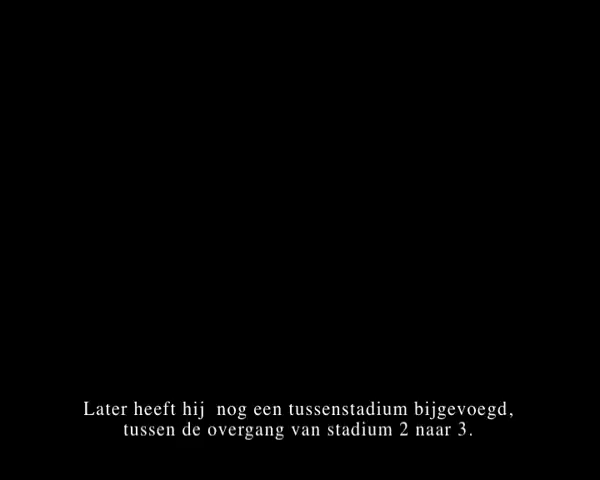 Later heeft hij  nog een tussenstadium bijgevoegd,
tussen de overgang van stadium 2 naar 3.